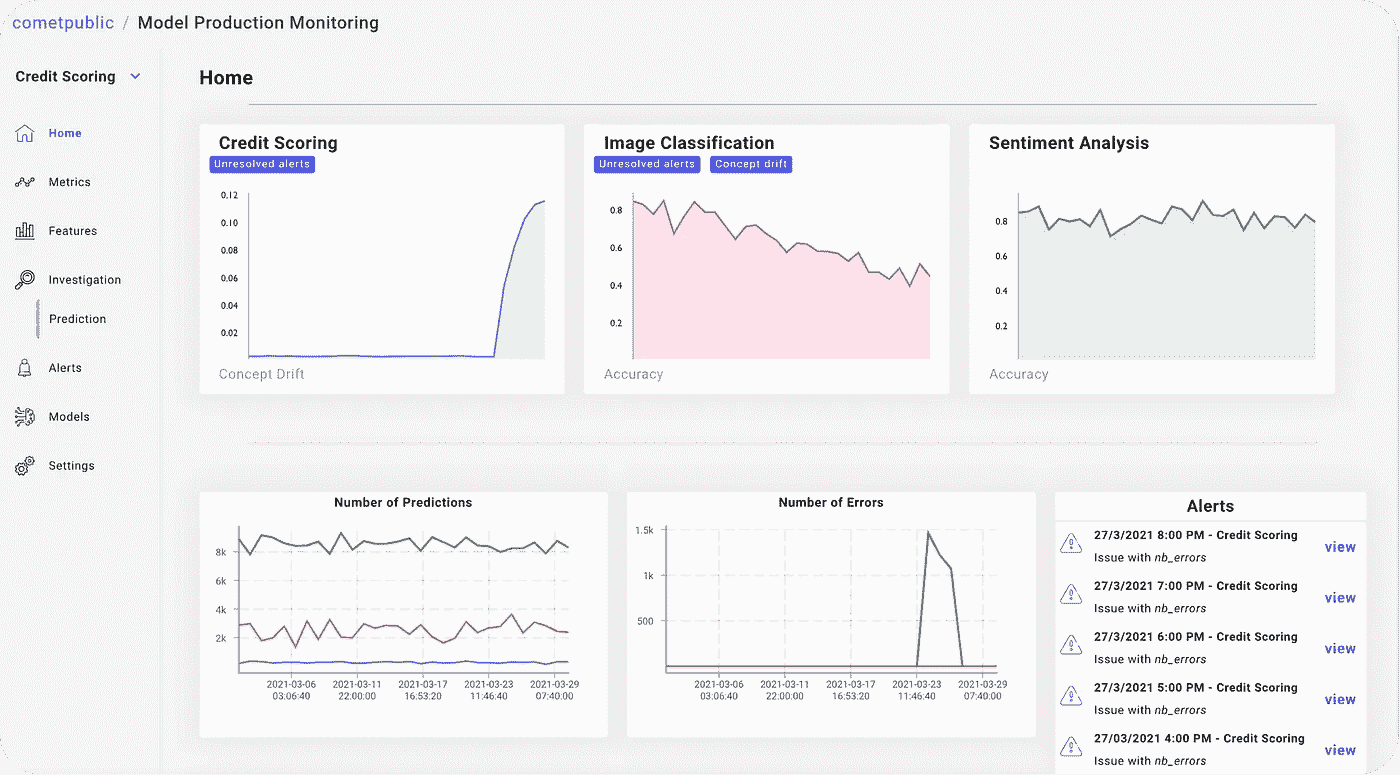 cometpublic / Model Production Monitoring
Credit Scoring
Home
Metrics
Features
Investigation
Prediction
Alerts
Models
Settings
Home
Credit Scoring
Unresolved alerts
0.12
0.10
0.08
0.06
0.04
0.02
Concept Drift
Image Classification
Unresolved alerts Concept drift
0.8
0.6
0.4
0.2
Accuracy
Sentiment Analysis
0.8
0.6
0.4
0.2
Accuracy
Number of Predictions
8k
6k
4k
2k
2021-03-06 2021-03-11 2021-03-17 2021-03-23 2021-03-29
03:06:40 22:00:00 16:53:20 11:46:40 07:40:00
Number of Errors
1.5k
1k
500
2021-03-06 2021-03-11 2021-03-17 2021-03-23 2021-03-29
03:06:40 22:00:00 16:53:20 11:46:40 07:40:00
Alerts
27/3/2021 8:00 PM - Credit Scoring
Issue with nb_errors
view
27/3/2021 7:00 PM - Credit Scoring
Issue with nb_errors
view
27/3/2021 6:00 PM - Credit Scoring
Issue with nb_errors
view
27/3/2021 5:00 PM - Credit Scoring
Issue with nb_errors
view
27/03/2021 4:00 PM - Credit Scoring
Issue with nb_errors
view